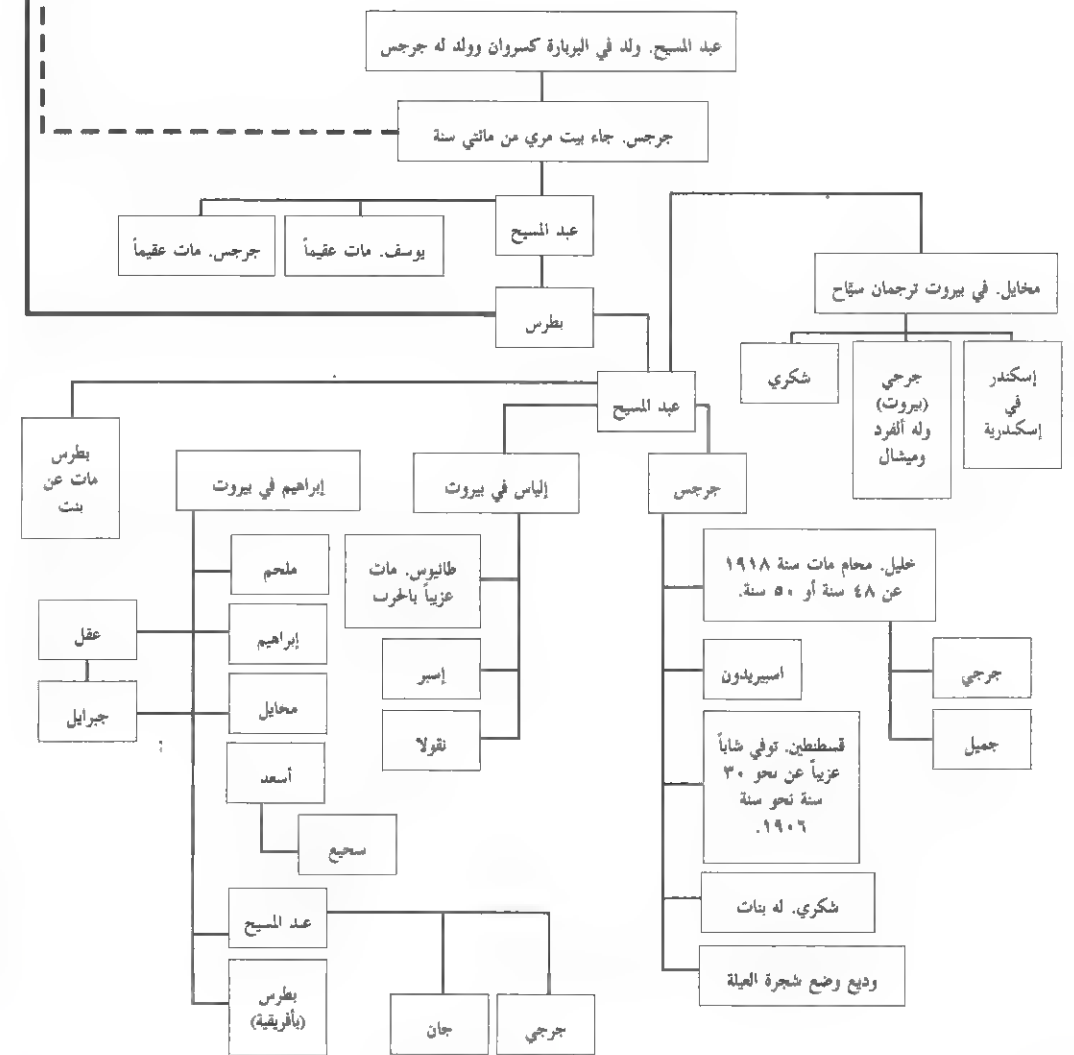 عبد المسيح. ولد في البربارة كسروان وولد له جرجس
جرجس. جاء بيت مري من مائتي سنة
عبد المسيح
يوسف. مات عقيماً
جرجس. مات عقيماً
بطرس
مخايل. في بيروت ترجمان سيّاح
إسكندر
في
إسكندرية
جرجي
(بيروت)
وله ألفرد
وميشال
شكري
عبد المسيح
جرجس
إلياس في بيروت
إبراهيم في بيروت
بطرس
مات عن
بنت
خليل. محام مات سنة ١٩١٨
عن ٤٨ سنة أو ٥٠ سنة.
جرجي
جميل
اسبيريدون
قسطنطين. توفي شاباً
عزيباً عن نحو ٣٠
سنة نحو سنة
١٩٠٦.
شكري. له بنات
وديع وضع شجرة العيلة
طانيوس. مات
عزيباً بالحرب
إسبر
نقولا
ملحم
إبراهيم
عقل
مخايل
جبرايل
أسعد
سجيع
عبد المسيح
جرجي
جان
بطرس
(بأفريقية)